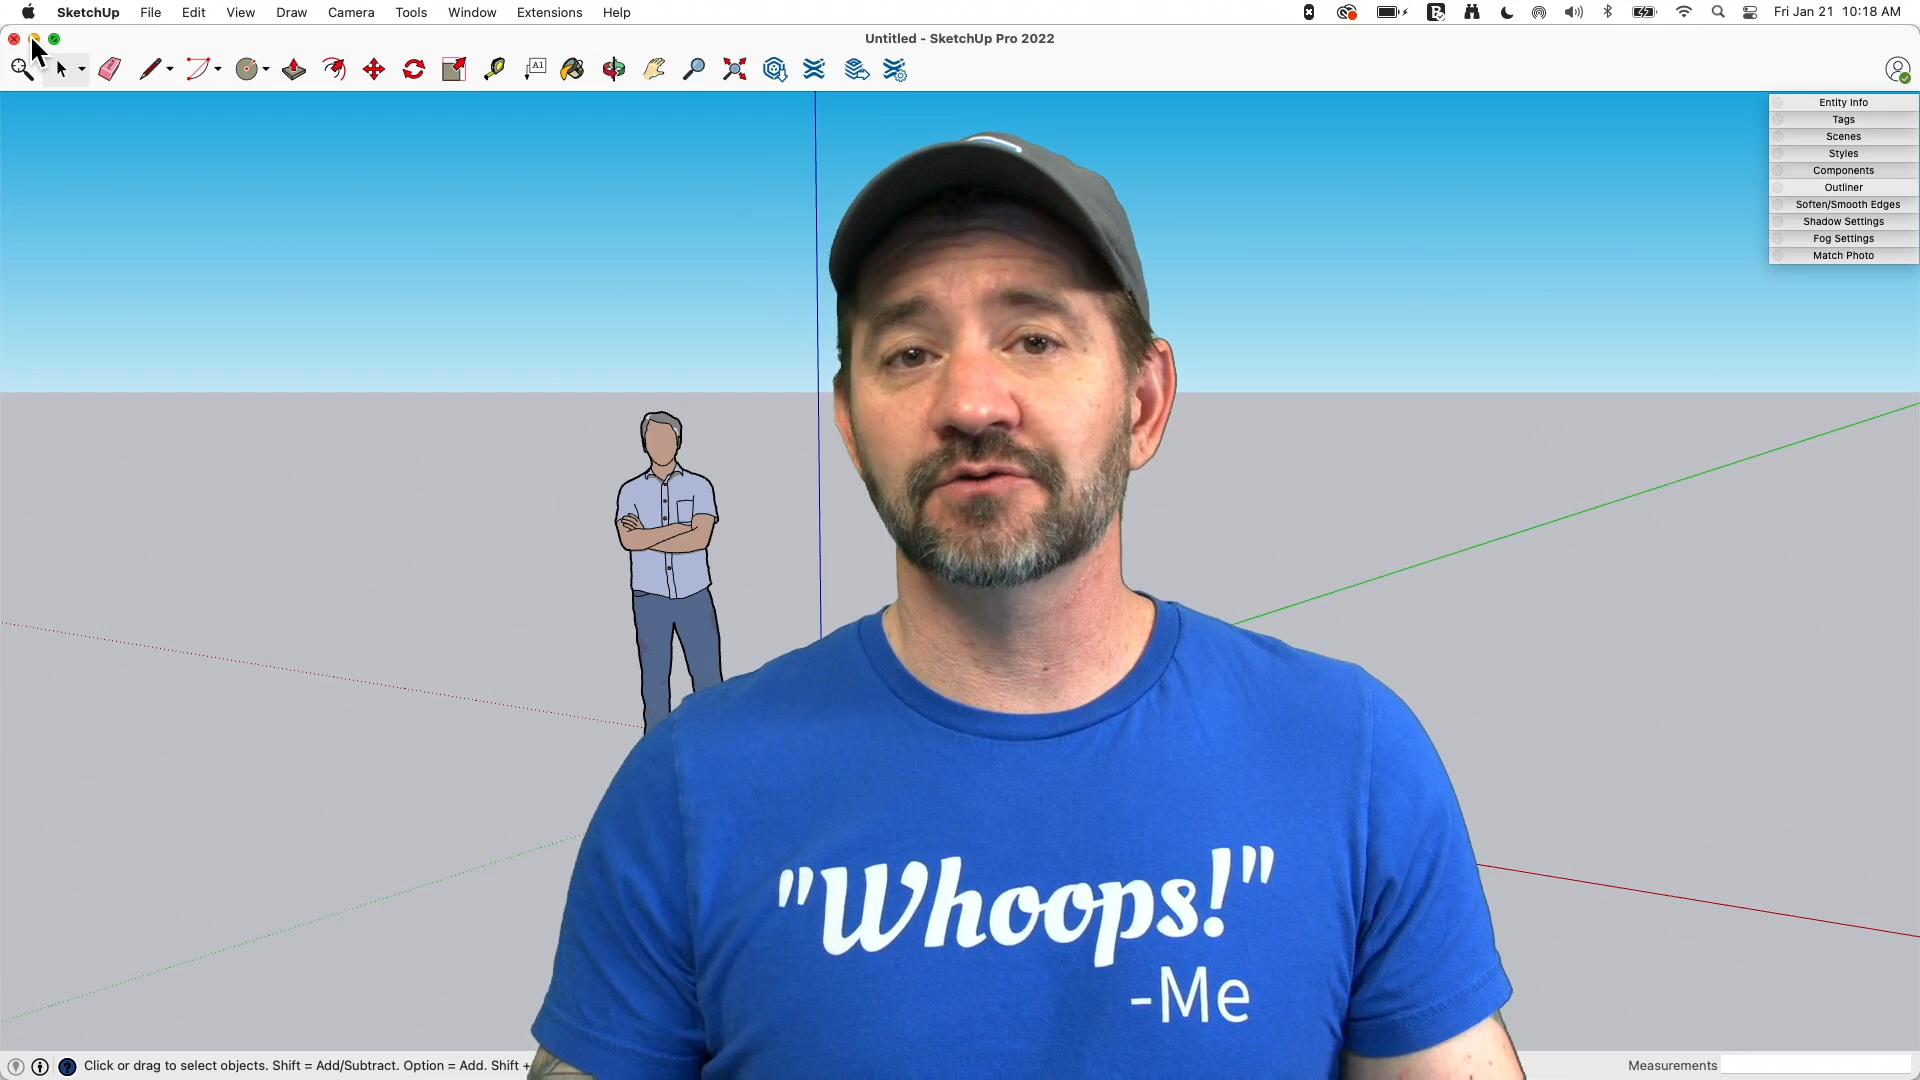 SketchUp File Edit View Draw Camera Tools Window Extensions Help Fri Jan 21 10:18 AM
Untitled - SketchUp Pro 2022
A1
Entity Info
Tags
Scenes
Styles
Components
Outliner
Soften/Smooth Edges
Shadow Settings
Fog Settings
Match Photo
"Whoops!"
-Me
Click or drag to select objects. Shift = Add/Subtract. Option = Add. Shift + Measurements